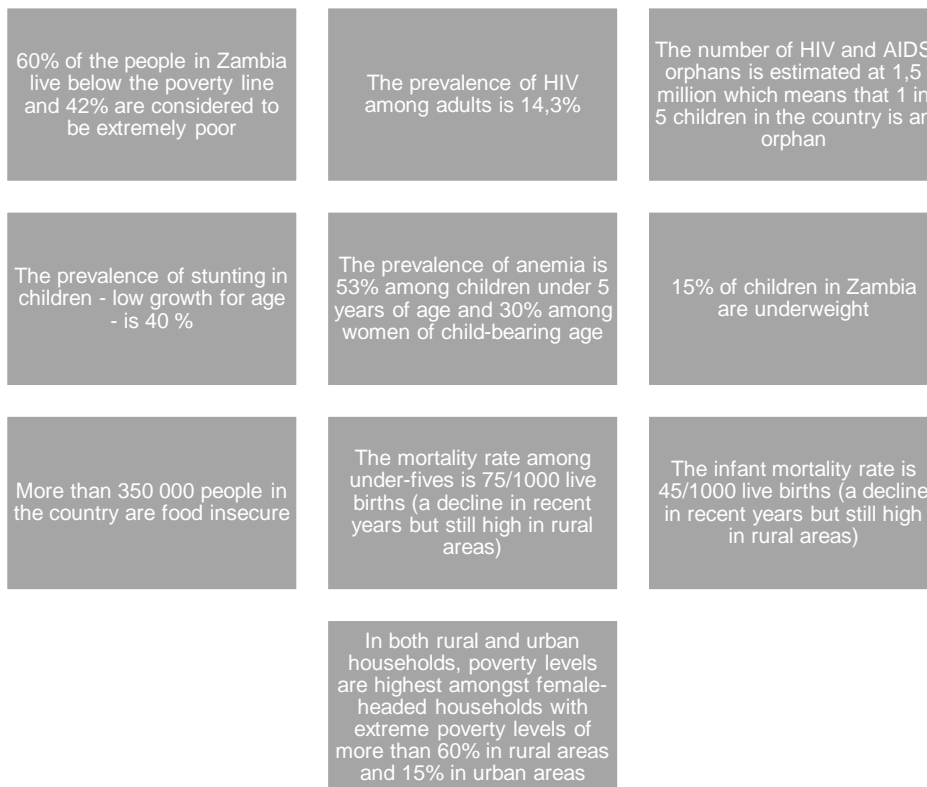 60% of the people in Zambia
live below the poverty line
and 42% are considered to
be extremely poor
The prevalence of HIV
among adults is 14,3%
The number of HIV and AIDS
orphans is estimated at 1,5
million which means that 1 in
5 children in the country is an
orphan
The prevalence of stunting in
children - low growth for age
- is 40 %
The prevalence of anemia is
53% among children under 5
years of age and 30% among
women of child-bearing age
15% of children in Zambia
are underweight
More than 350 000 people in
the country are food insecure
The mortality rate among
under-fives is 75/1000 live
births (a decline in recent
years but still high in rural
areas)
The infant mortality rate is
45/1000 live births (a decline
in recent years but still high
in rural areas)
In both rural and urban
households, poverty levels
are highest amongst female-
headed households with
extreme poverty levels of
more than 60% in rural areas
and 15% in urban areas